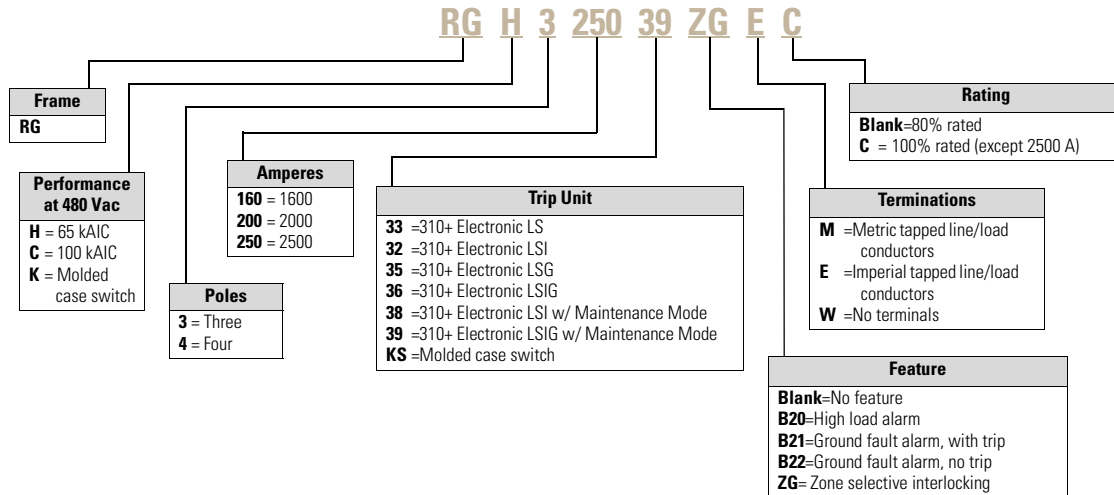 RG H 3 250 39 ZG E C
Frame
RG
Performance
at 480 Vac
H = 65 kAIC
C = 100 kAIC
K = Molded
case switch
Poles
3 = Three
4 = Four
Amperes
160 = 1600
200 = 2000
250 = 2500
Trip Unit
33 =310+ Electronic LS
32 =310+ Electronic LSI
35 =310+ Electronic LSG
36 =310+ Electronic LSIG
38 =310+ Electronic LSI w/ Maintenance Mode
39 =310+ Electronic LSIG w/ Maintenance Mode
KS =Molded case switch
Rating
Blank=80% rated
C = 100% rated (except 2500 A)
Terminations
M =Metric tapped line/load
conductors
E =Imperial tapped line/load
conductors
W =No terminals
Feature
Blank=No feature
B20=High load alarm
B21=Ground fault alarm, with trip
B22=Ground fault alarm, no trip
ZG= Zone selective interlocking